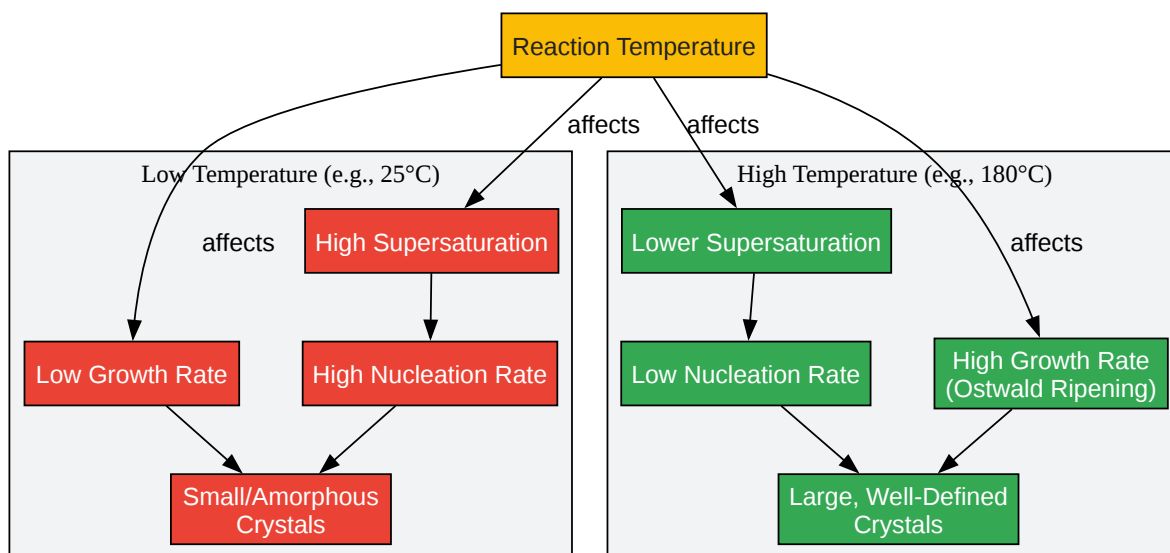 Reaction Temperature
affects
affects
Low Temperature (e.g., 25°C)
High Temperature (e.g., 180°C)
High Supersaturation
Lower Supersaturation
affects
affects
Low Growth Rate
High Nucleation Rate
Low Nucleation Rate
High Growth Rate
(Ostwald Ripening)
Small/Amorphous
Crystals
Large, Well-Defined
Crystals